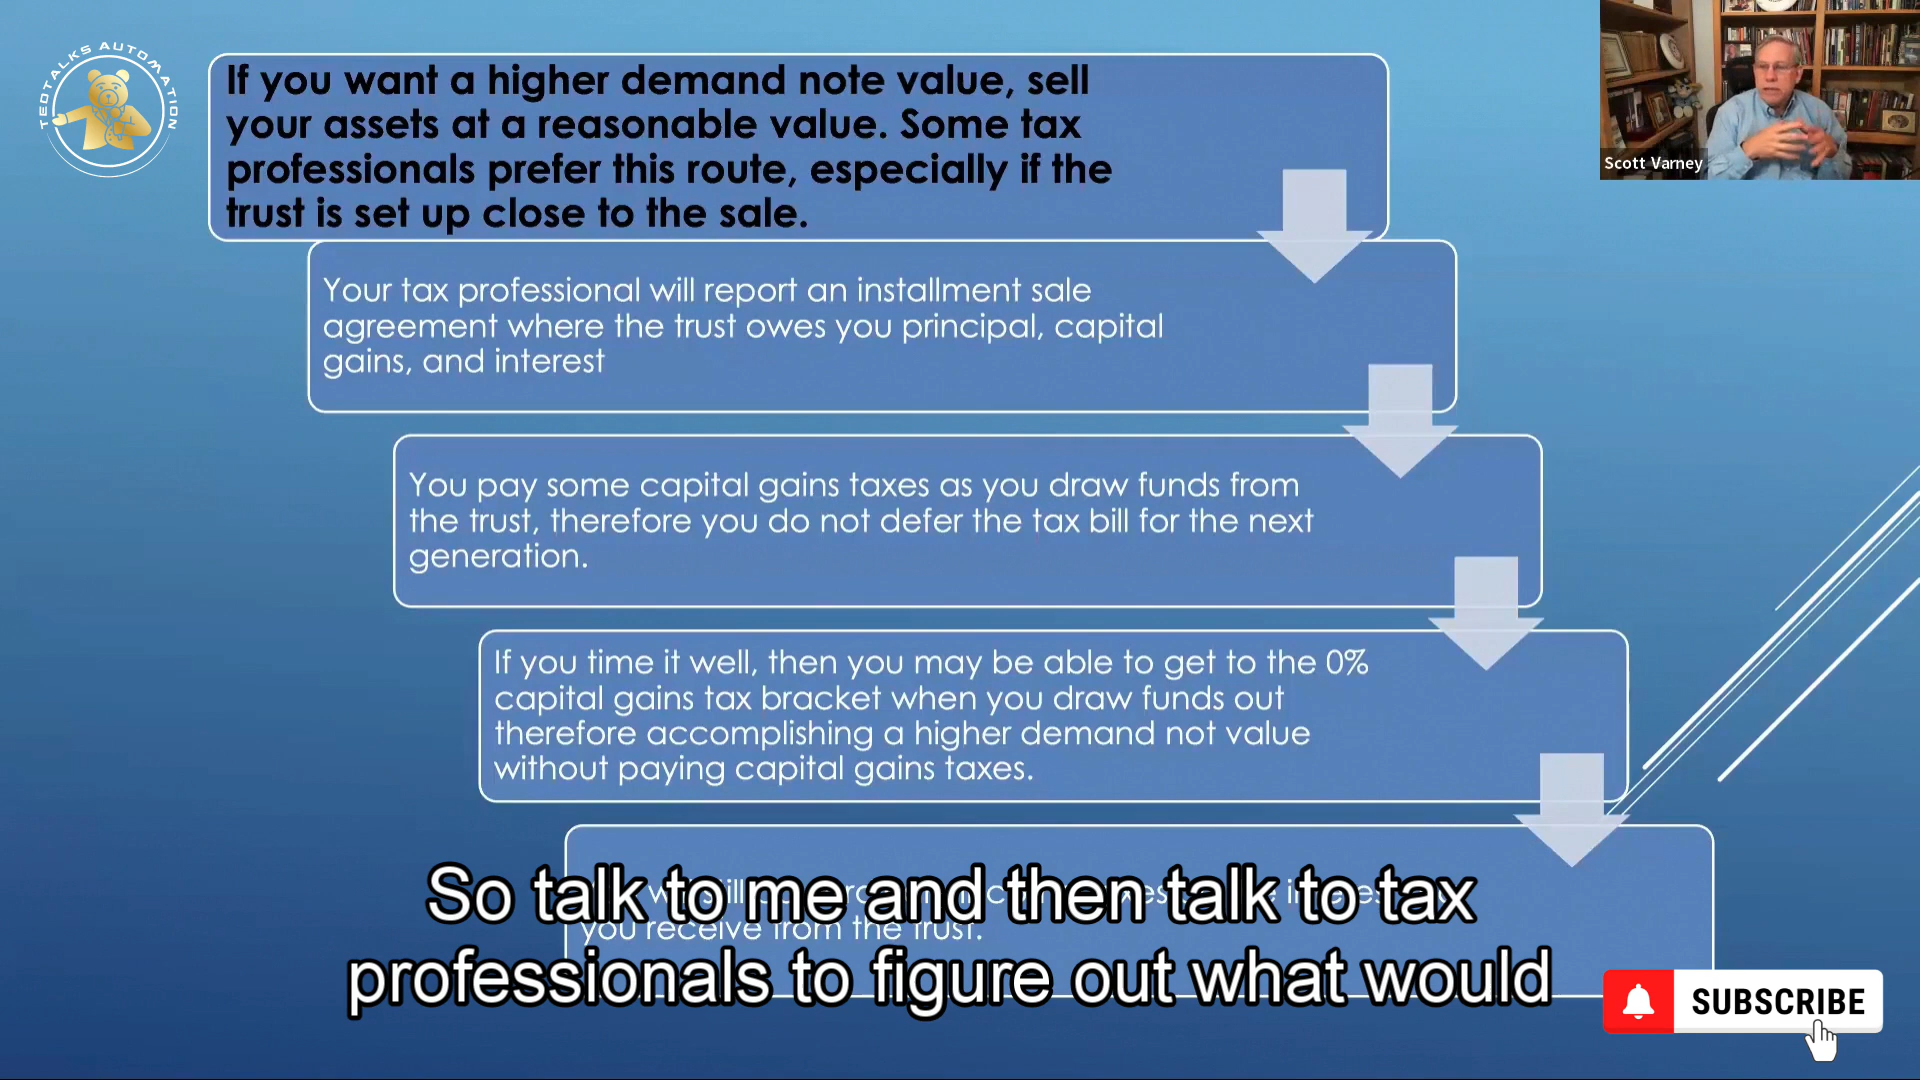 TEDTALKS AUTOMATION
If you want a higher demand note value, sell
your assets at a reasonable value. Some tax
professionals prefer this route, especially if the
trust is set up close to the sale.
Scott Varney
Your tax professional will report an installment sale
agreement where the trust owes you principal, capital
gains, and interest
You pay some capital gains taxes as you draw funds from
the trust, therefore you do not defer the tax bill for the next
generation.
If you time it well, then you may be able to get to the 0%
capital gains tax bracket when you draw funds out
therefore accomplishing a higher demand not value
without paying capital gains taxes.
you receive from the trust.
So talk to me and then talk to tax
professionals to figure out what would
SUBSCRIBE